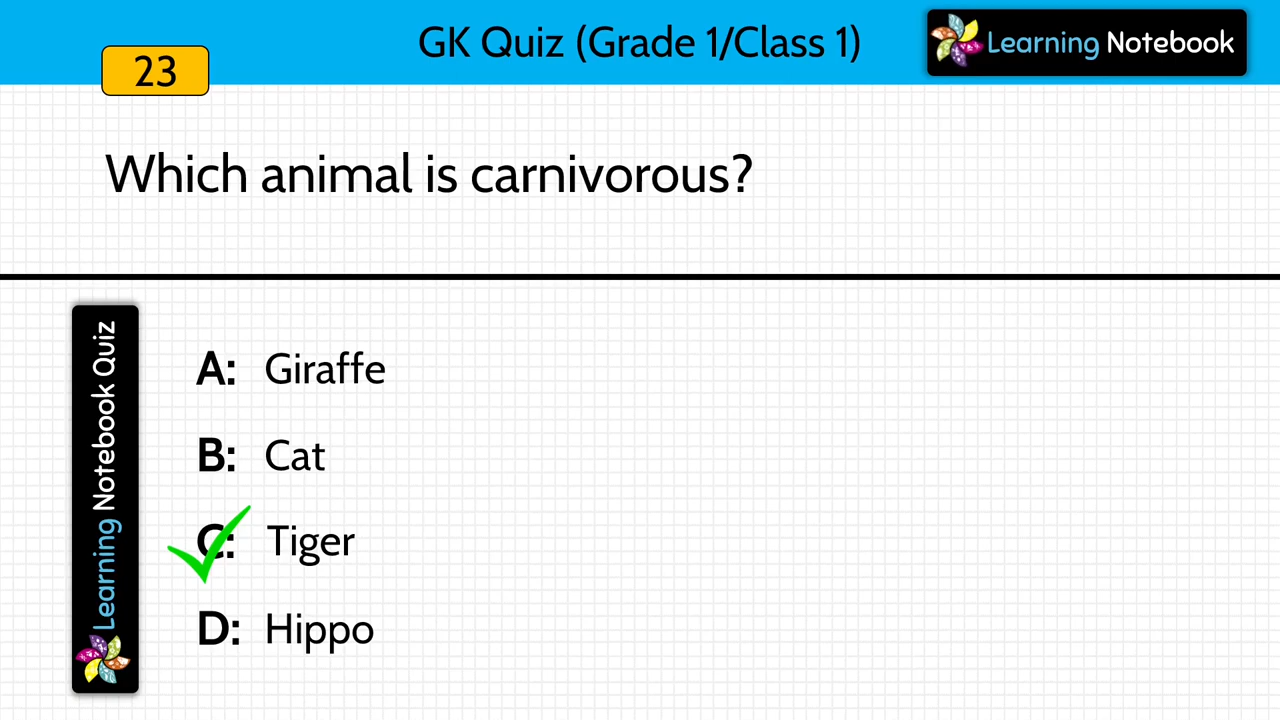 GK Quiz (Grade 1/Class 1)
Learning Notebook
23
Which animal is carnivorous?
Learning Notebook Quiz
A: Giraffe
B: Cat
C: Tiger
D: Hippo